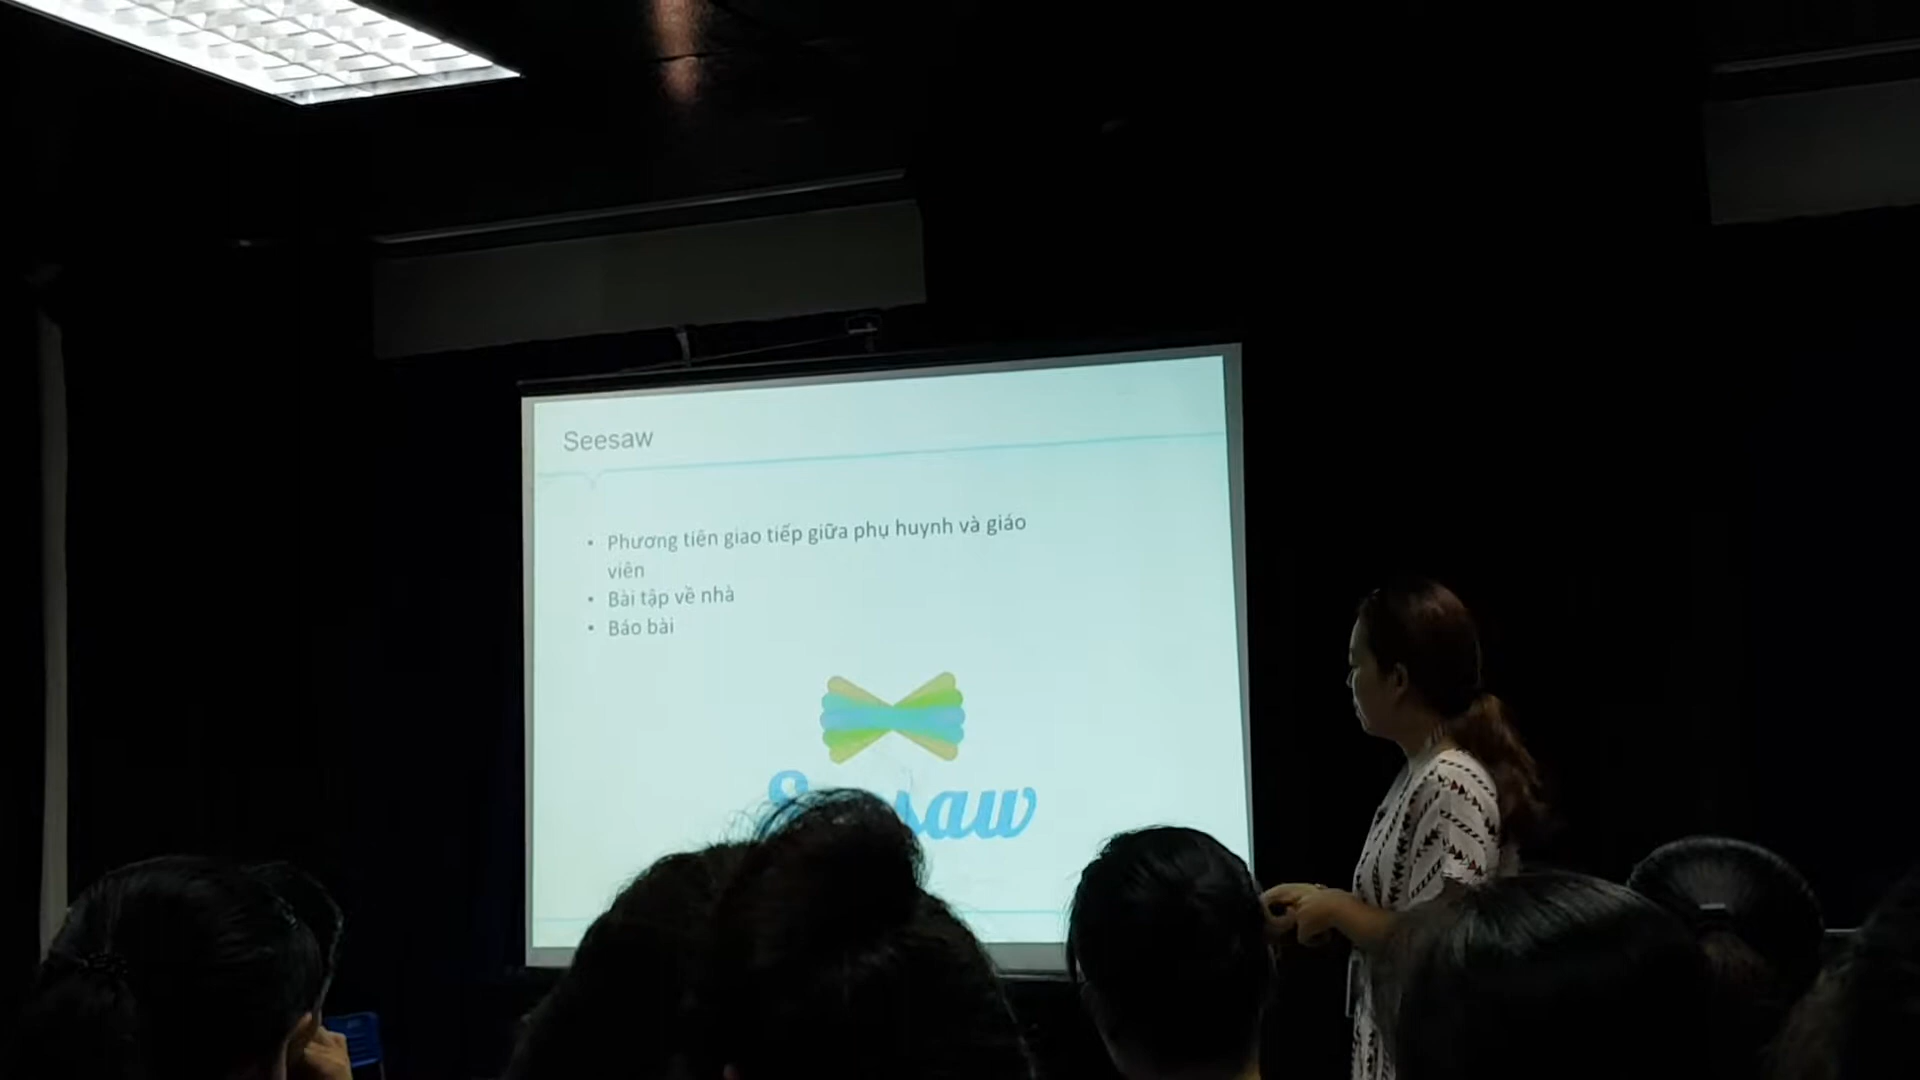 Seesaw
• Phương tiện giao tiếp giữa phụ huynh và giáo
viên
• Bài tập về nhà
• Báo bài